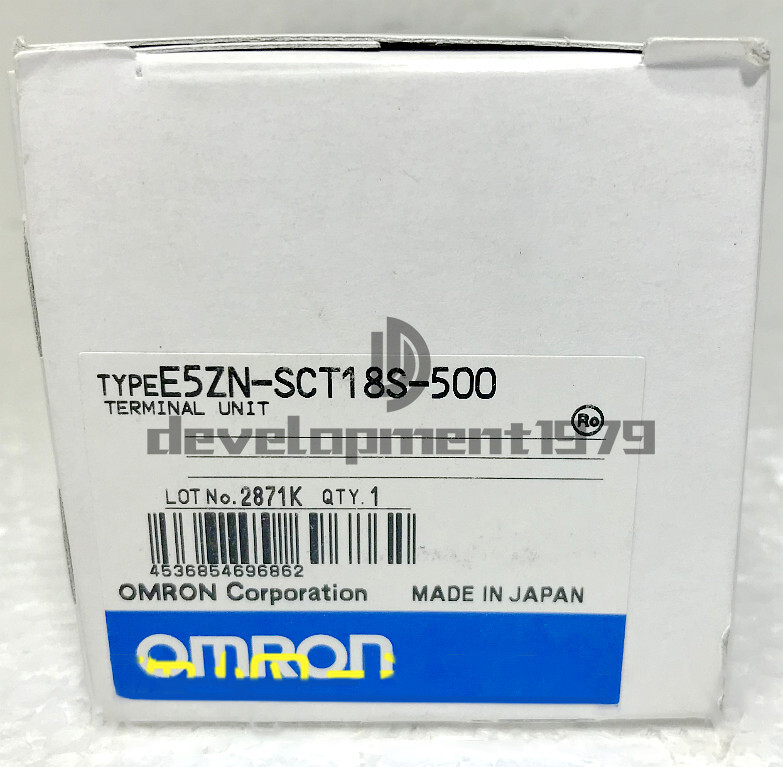 TYPE E5ZN-SCT18S-500
TERMINAL UNIT
Ro
development1979
LOT No. 2871K QTY. 1
4536854696862
OMRON Corporation MADE IN JAPAN
OMRON